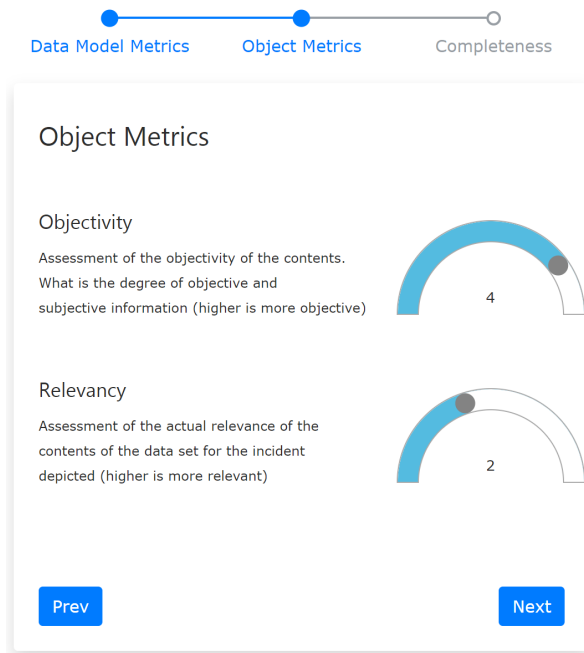 Data Model Metrics Object Metrics Completeness
Object Metrics
Objectivity
Assessment of the objectivity of the contents.
What is the degree of objective and
subjective information (higher is more objective)
4
Relevancy
Assessment of the actual relevance of the
contents of the data set for the incident
depicted (higher is more relevant)
2
Prev Next